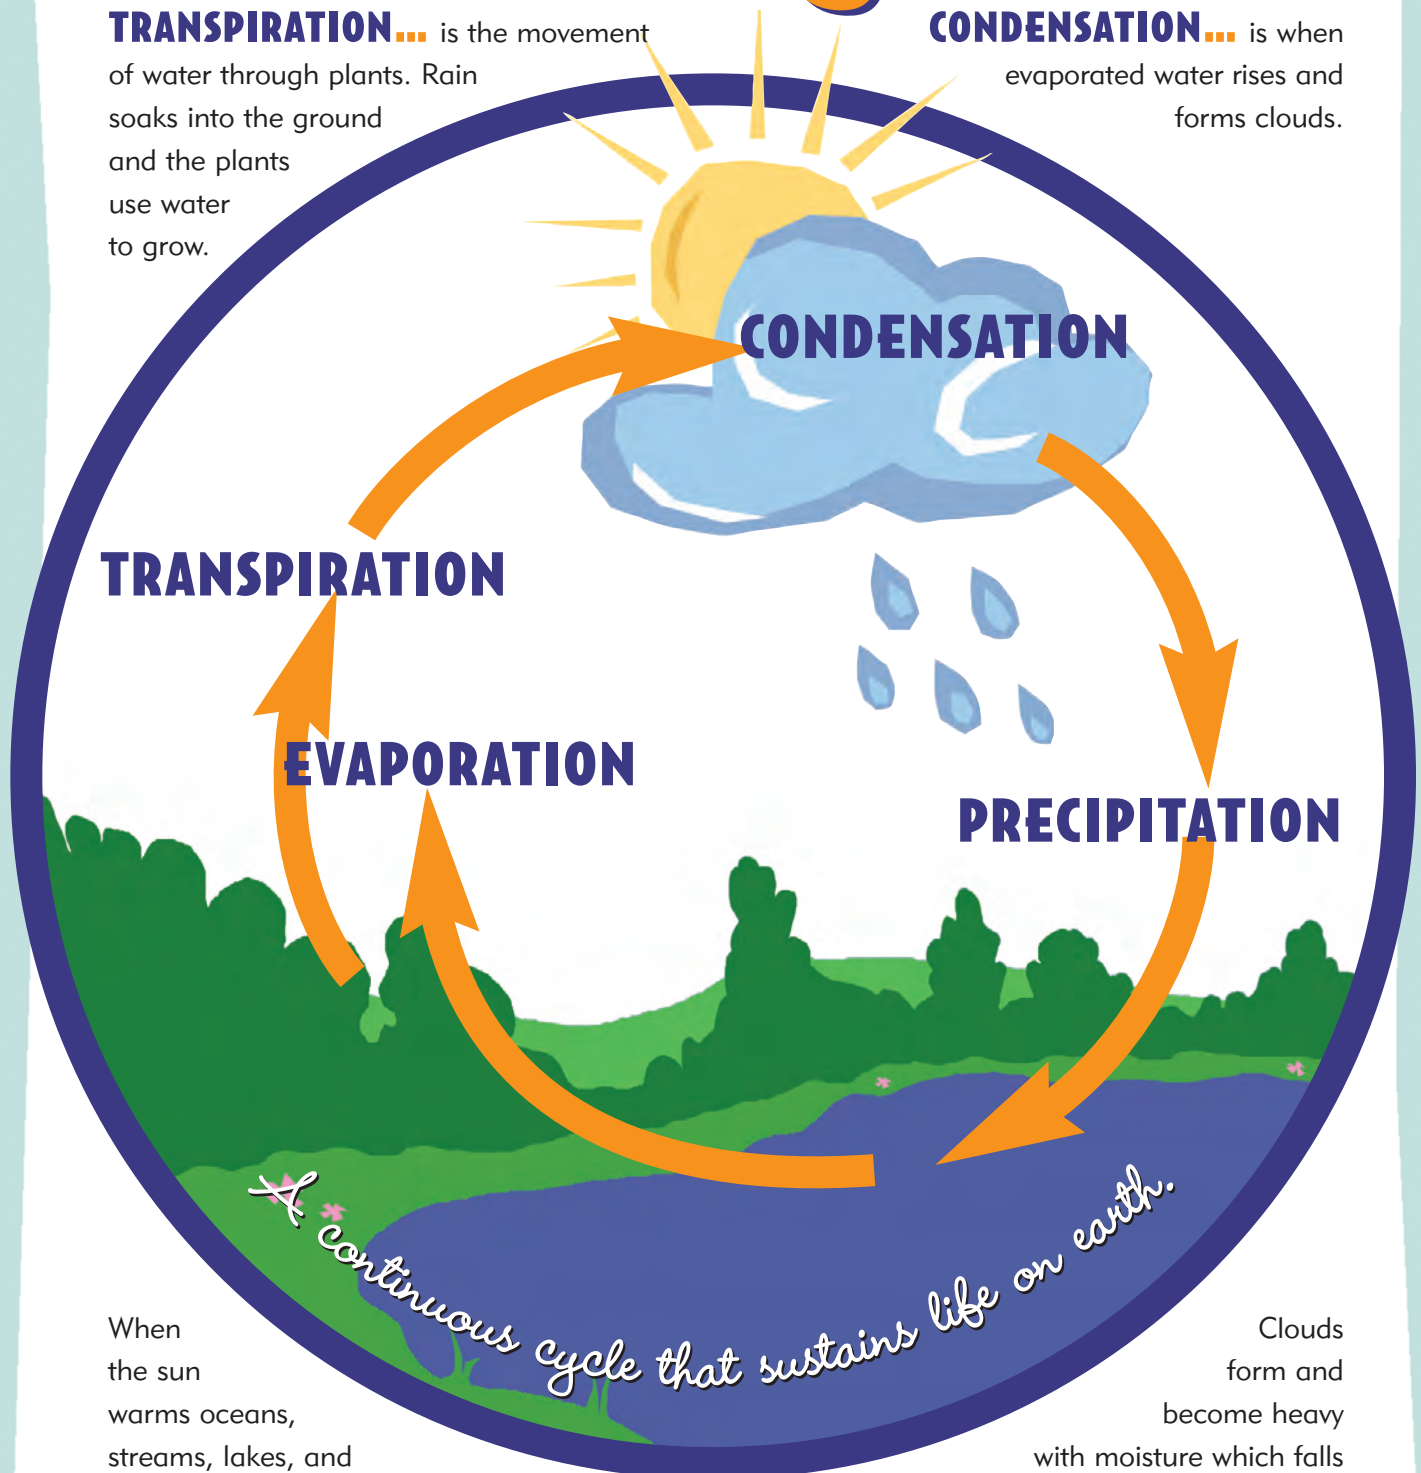 TRANSPIRATION... is the movement
of water through plants. Rain
soaks into the ground
and the plants
use water
to grow.
CONDENSATION... is when
evaporated water rises and
forms clouds.
CONDENSATION
TRANSPIRATION
EVAPORATION
PRECIPITATION
A continuous cycle that sustains life on earth.
When
the sun
warms oceans,
streams, lakes, and
Clouds
form and
become heavy
with moisture which falls